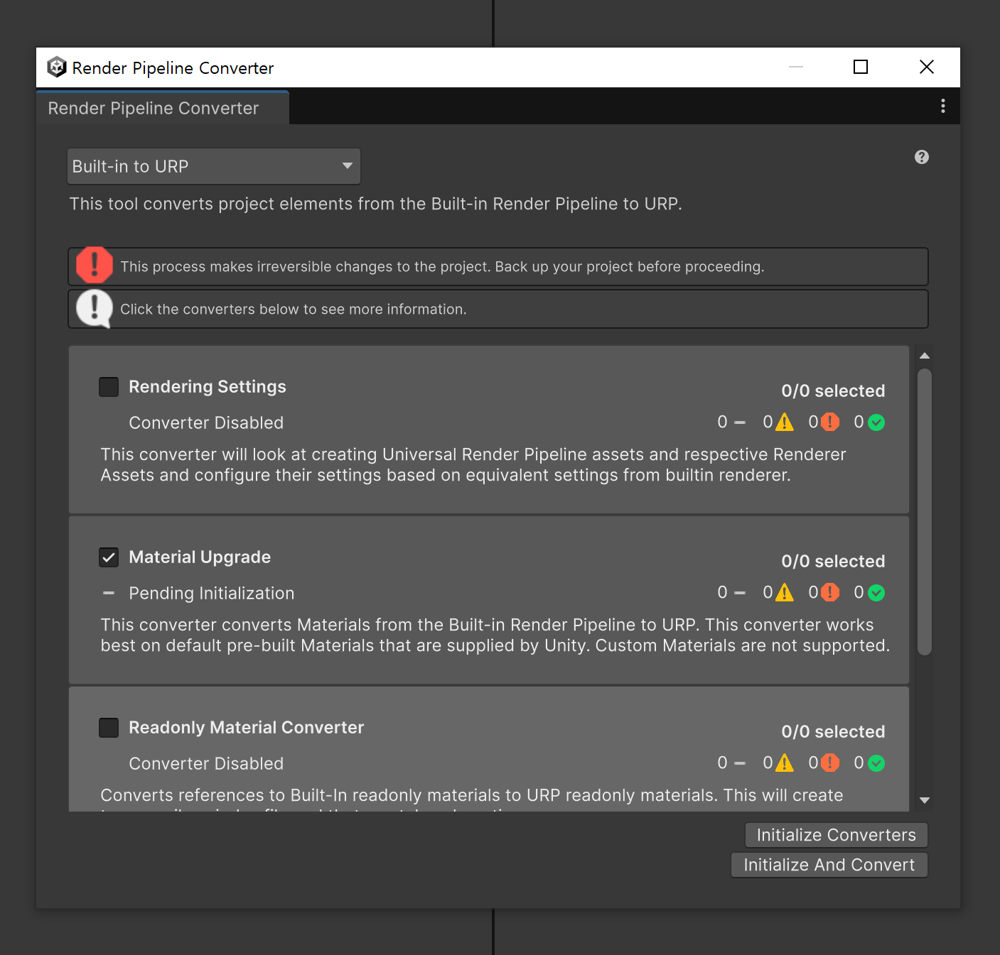 Render Pipeline Converter
Render Pipeline Converter
Built-in to URP
This tool converts project elements from the Built-in Render Pipeline to URP.
This process makes irreversible changes to the project. Back up your project before proceeding.
Click the converters below to see more information.
Rendering Settings
0/0 selected
Converter Disabled
0 0 0 0
This converter will look at creating Universal Render Pipeline assets and respective Renderer
Assets and configure their settings based on equivalent settings from builtin renderer.
Material Upgrade
0/0 selected
Pending Initialization
0 0 0 0
This converter converts Materials from the Built-in Render Pipeline to URP. This converter works
best on default pre-built Materials that are supplied by Unity. Custom Materials are not supported.
Readonly Material Converter
0/0 selected
Converter Disabled
0 0 0 0
Converts references to Built-In readonly materials to URP readonly materials. This will create
Initialize Converters
Initialize And Convert